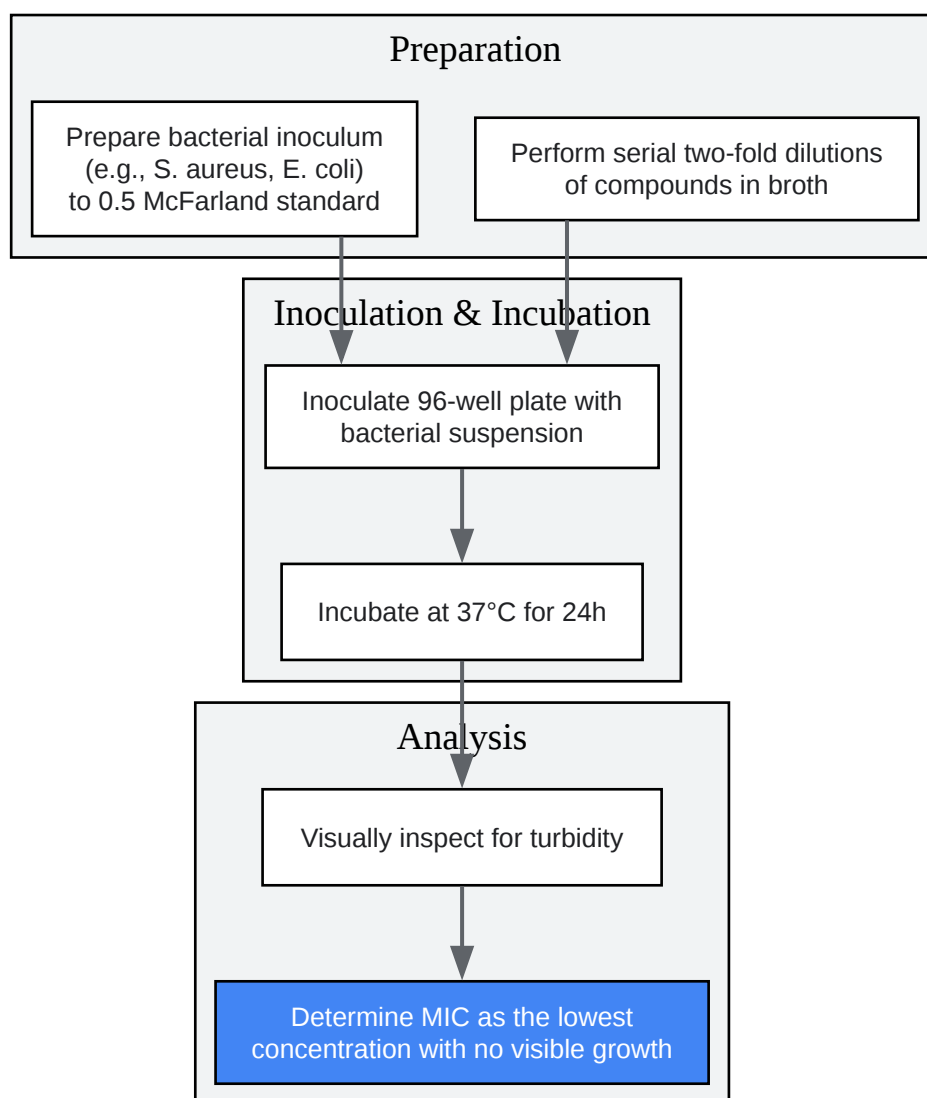 Preparation
Prepare bacterial inoculum
(e.g., S. aureus, E. coli)
to 0.5 McFarland standard
Perform serial two-fold dilutions
of compounds in broth
Inoculation & Incubation
Inoculate 96-well plate with
bacterial suspension
Incubate at 37°C for 24h
Analysis
Visually inspect for turbidity
Determine MIC as the lowest
concentration with no visible growth